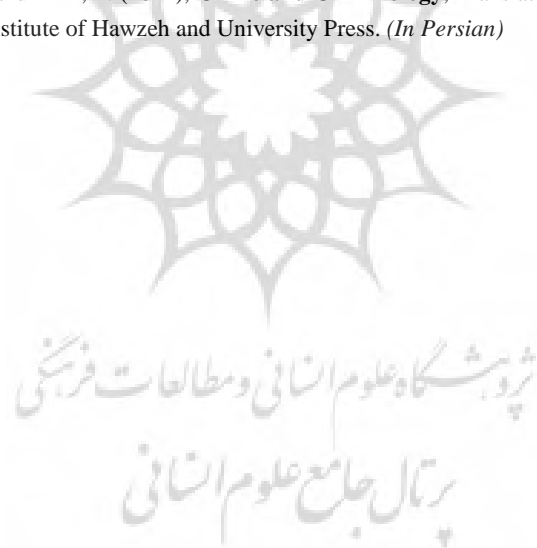 stitute of Hawzeh and University Press. (In Persian)
پژوهشگاه علوم انسانی و مطالعات فرهنگی
پرتال جامع علوم انسانی